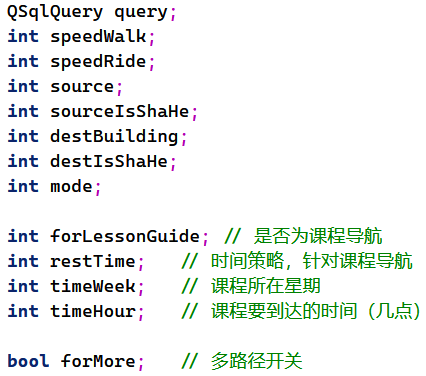 QSqlQuery query;
int speedWalk;
int speedRide;
int source;
int sourceIsShaHe;
int destBuilding;
int destIsShaHe;
int mode;
int forLessonGuide; // 是否为课程导航
int restTime; // 时间策略，针对课程导航
int timeWeek; // 课程所在星期
int timeHour; // 课程要到达的时间（几点）
bool forMore; // 多路径开关